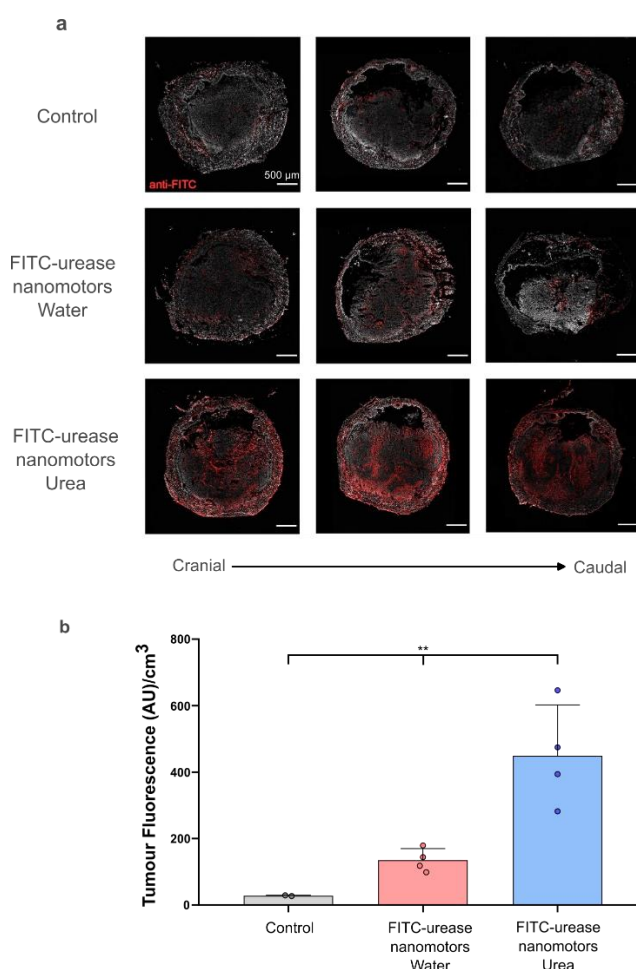 a
Control
500 µm
anti-FITC
FITC-urease
nanomotors
Water
FITC-urease
nanomotors
Urea
Cranial
Caudal
b
Tumour Fluorescence (AU)/cm³
800
600
400
200
0
**
Control
FITC-urease
nanomotors
Water
FITC-urease
nanomotors
Urea